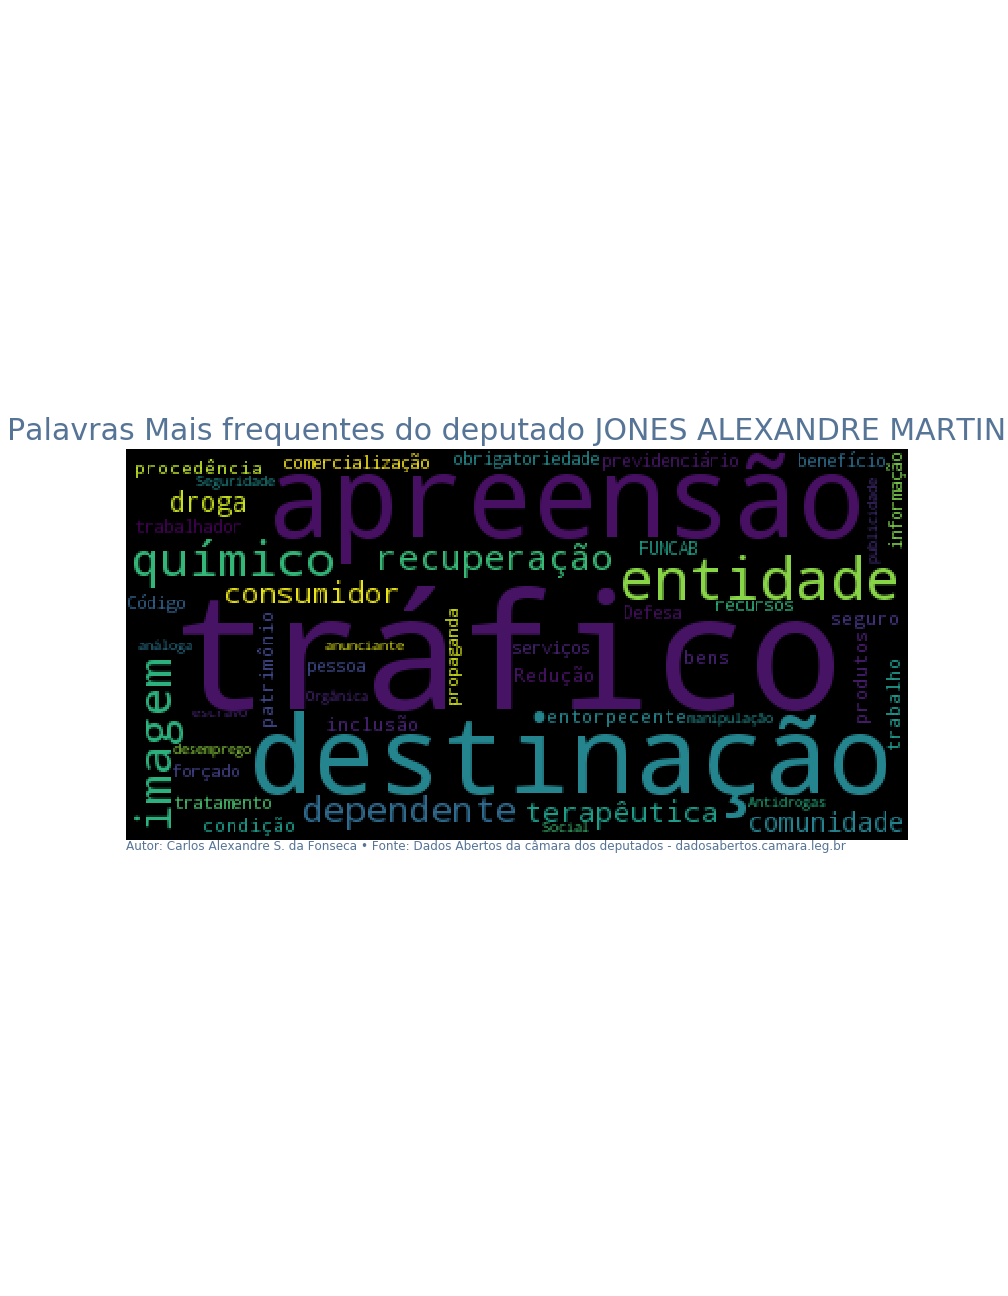 Palavras Mais frequentes do deputado JONES ALEXANDRE MARTIN
procedência
comercialização
obrigatoriedade
previdenciário
benefício
informação
Seguridade
apreensão
publicidade
droga
trabalhador
químico
recuperação
FUNCAB
entidade
consumidor
Código
tráfico
Defesa
recursos
seguro
análoga
patrimônio
anunciante
propaganda
serviços
bens
produtos
pessoa
Redução
trabalho
imagem
Orgânica
escravo
inclusão
entorpecente
manipulação
desemprego
destinação
forçado
tratamento
dependente
terapêutica
Antidrogas
condição
Social
comunidade
Autor: Carlos Alexandre S. da Fonseca • Fonte: Dados Abertos da câmara dos deputados - dadosabertos.camara.leg.br